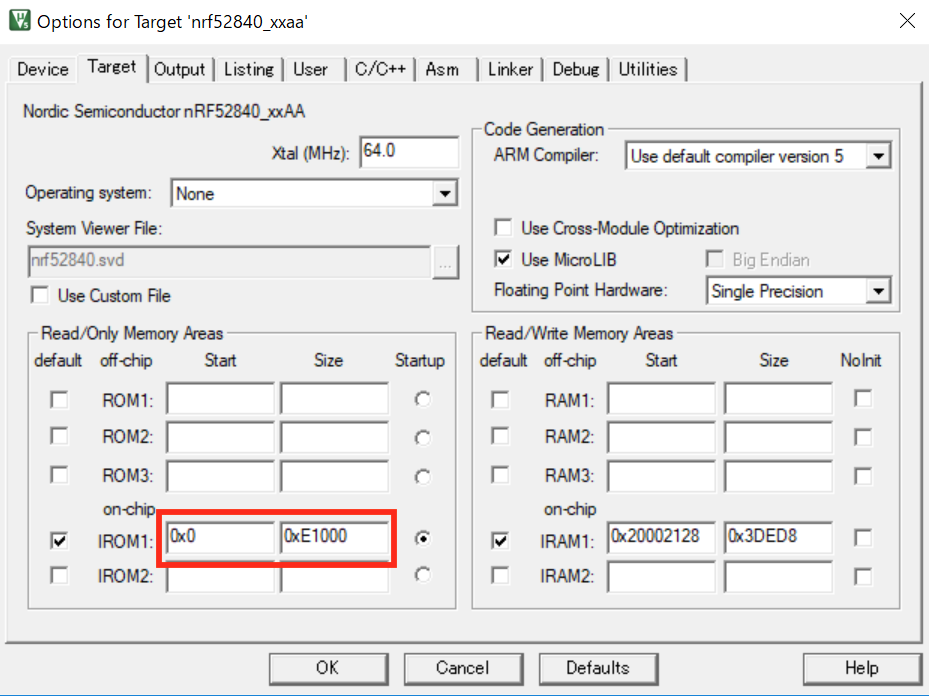 Options for Target 'nrf52840_xxaa'
Device Target Output Listing User C/C++ Asm Linker Debug Utilities
Nordic Semiconductor nRF52840_xxAA
Xtal (MHz): 64.0
Operating system: None
System Viewer File:
nrf52840.svd ...
Use Custom File
Code Generation
ARM Compiler: Use default compiler version 5
Use Cross-Module Optimization
Use MicroLIB Big Endian
Floating Point Hardware: Single Precision
Read/Only Memory Areas
default off-chip Start Size Startup
ROM1:
ROM2:
ROM3:
on-chip
IROM1: 0x0 0xE1000
IROM2:
Read/Write Memory Areas
default off-chip Start Size NoInit
RAM1:
RAM2:
RAM3:
on-chip
IRAM1: 0x20002128 0x3DED8
IRAM2:
OK Cancel Defaults Help